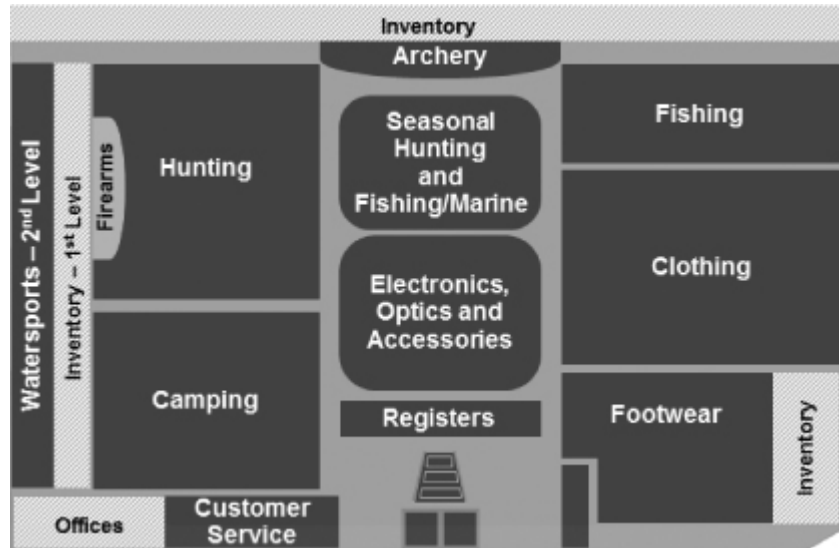 Inventory
Archery
Seasonal
Hunting
and
Fishing/Marine
Fishing
Hunting
Firearms
Watersports – 2nd Level
Inventory – 1st Level
Clothing
Electronics,
Optics and
Accessories
Camping
Registers
Footwear
Inventory
Offices
Customer
Service